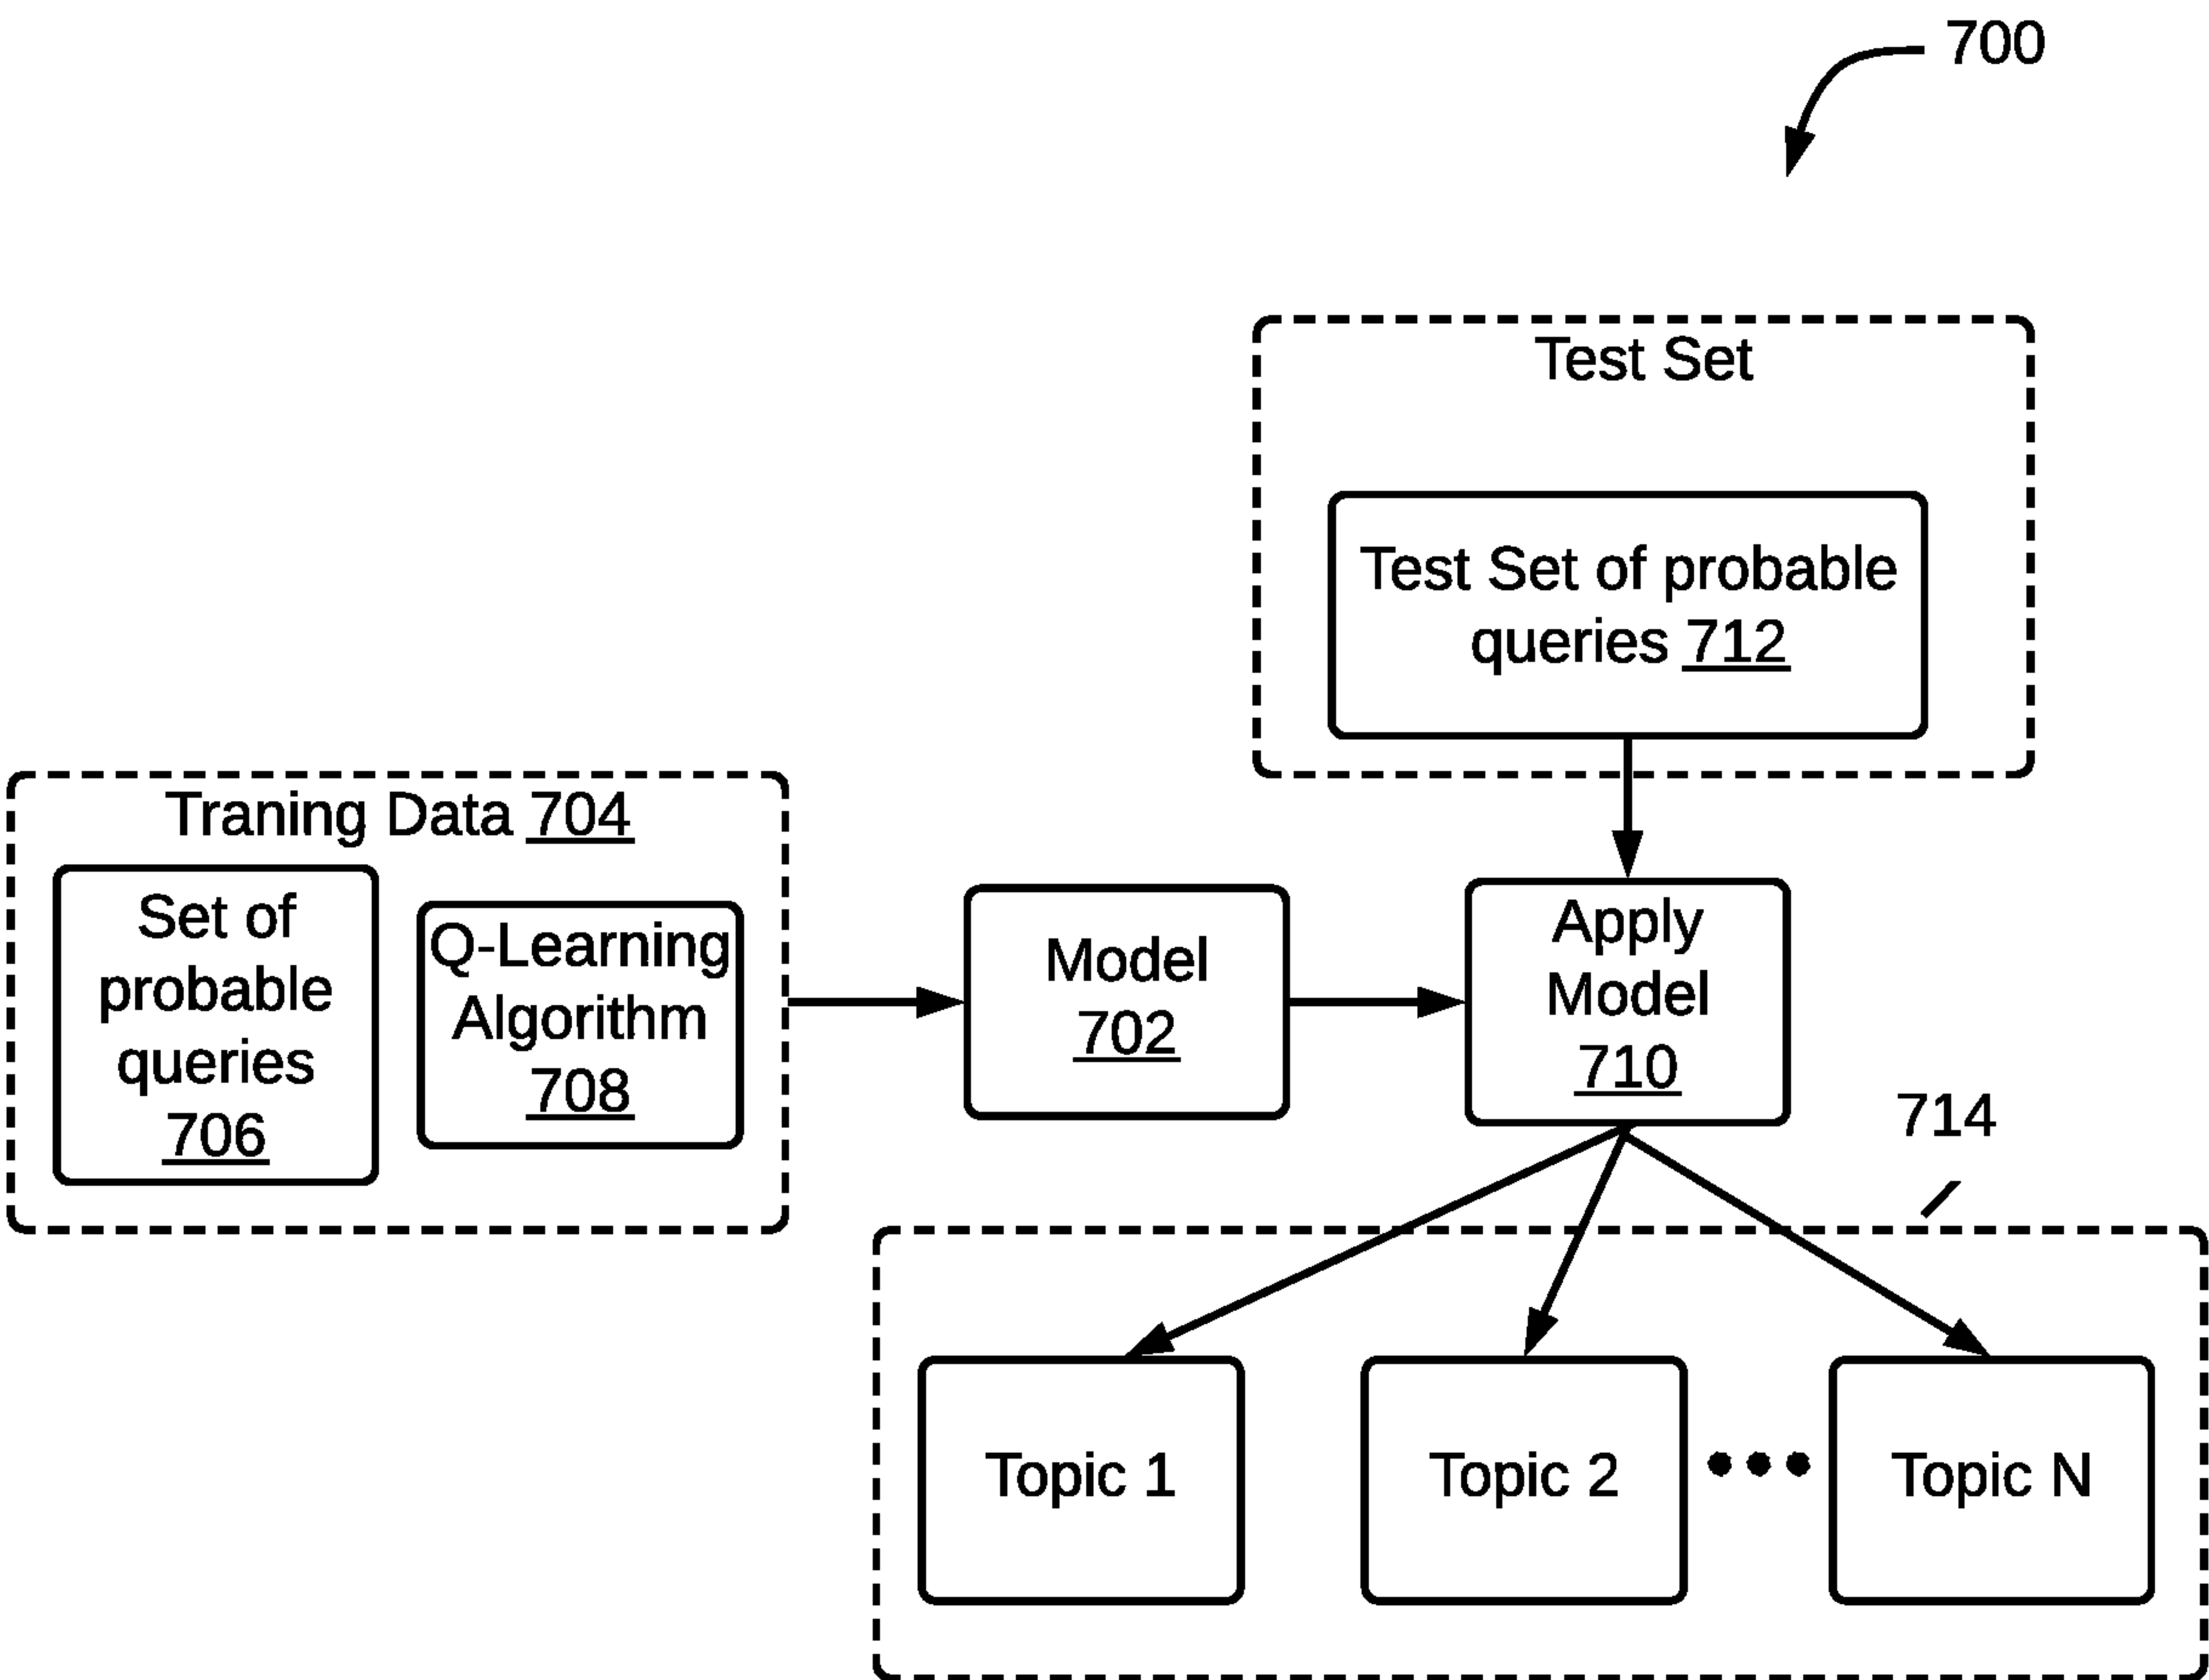 700
Test Set
Test Set of probable
queries 712
Traning Data 704
Set of
probable
queries
706
Q-Learning
Algorithm
708
Model
702
Apply
Model
710
714
Topic 1
Topic 2
Topic N